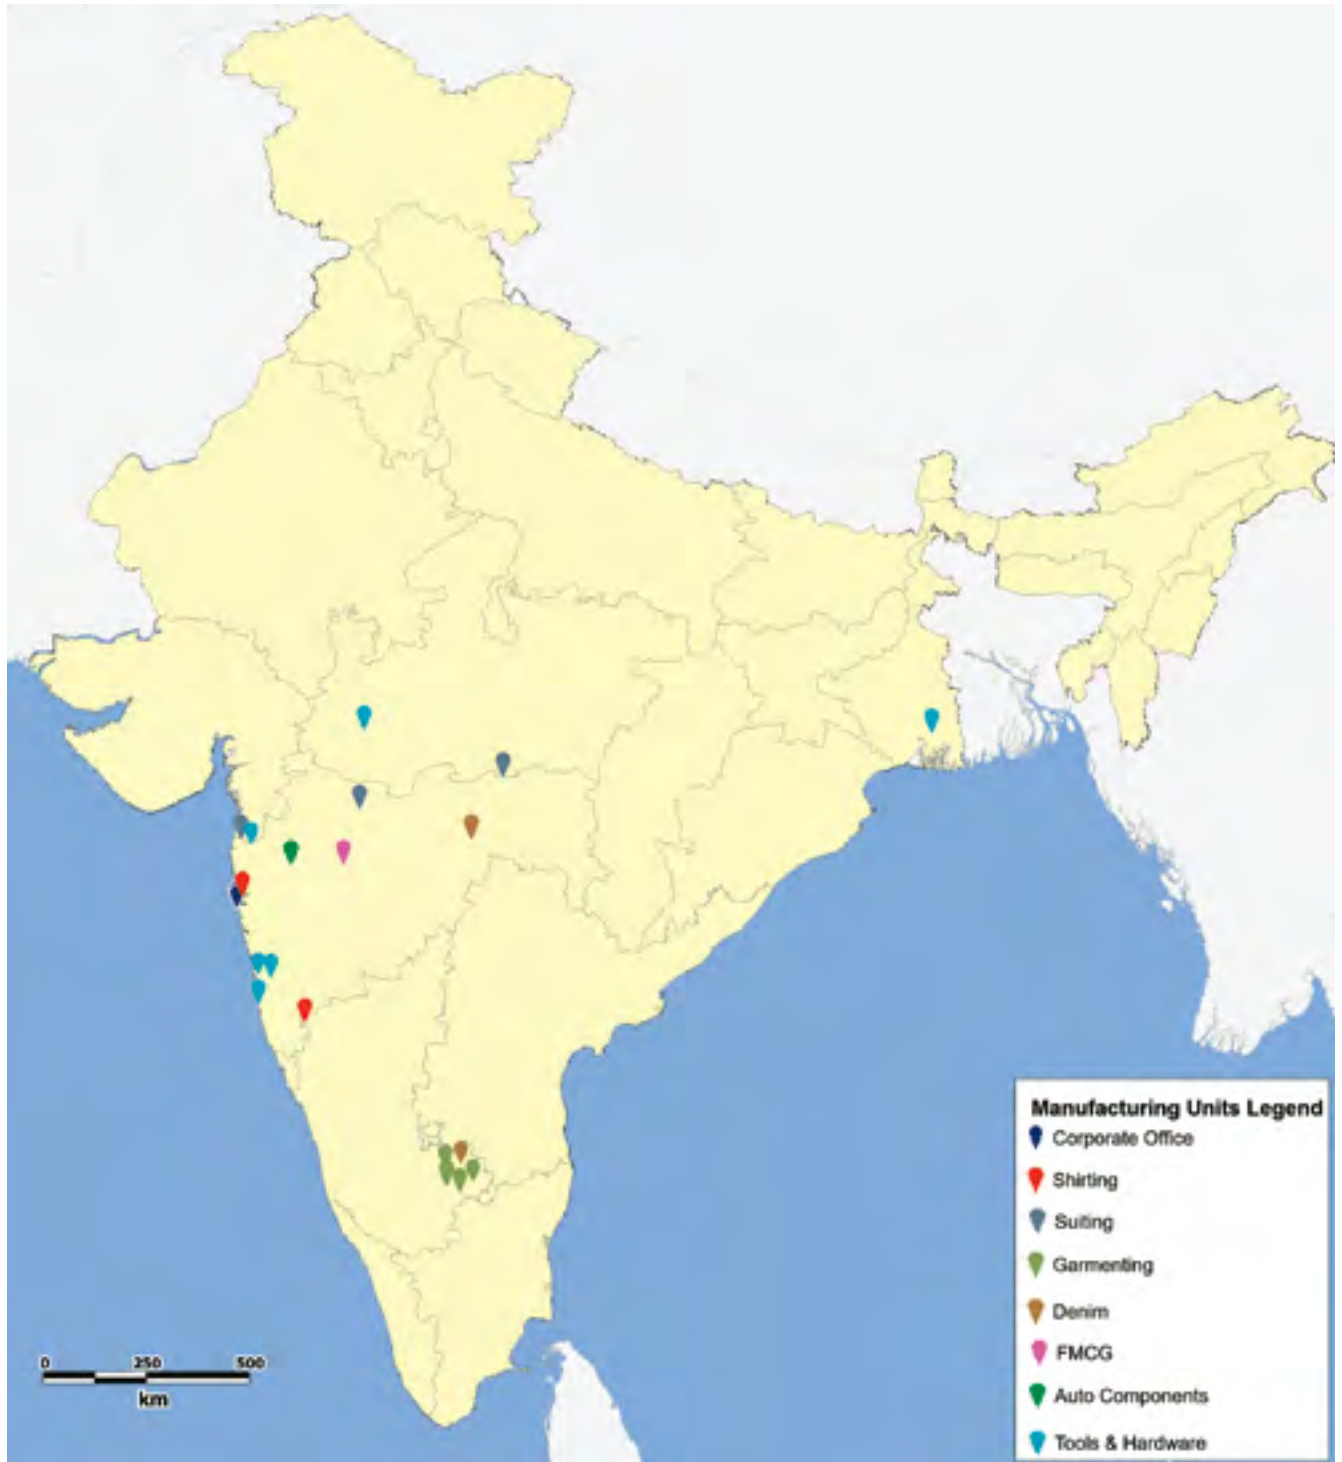 Manufacturing Units Legend
Corporate Office
Shirting
Suiting
Garmenting
Denim
FMCG
Auto Components
Tools & Hardware
0 250 500
km